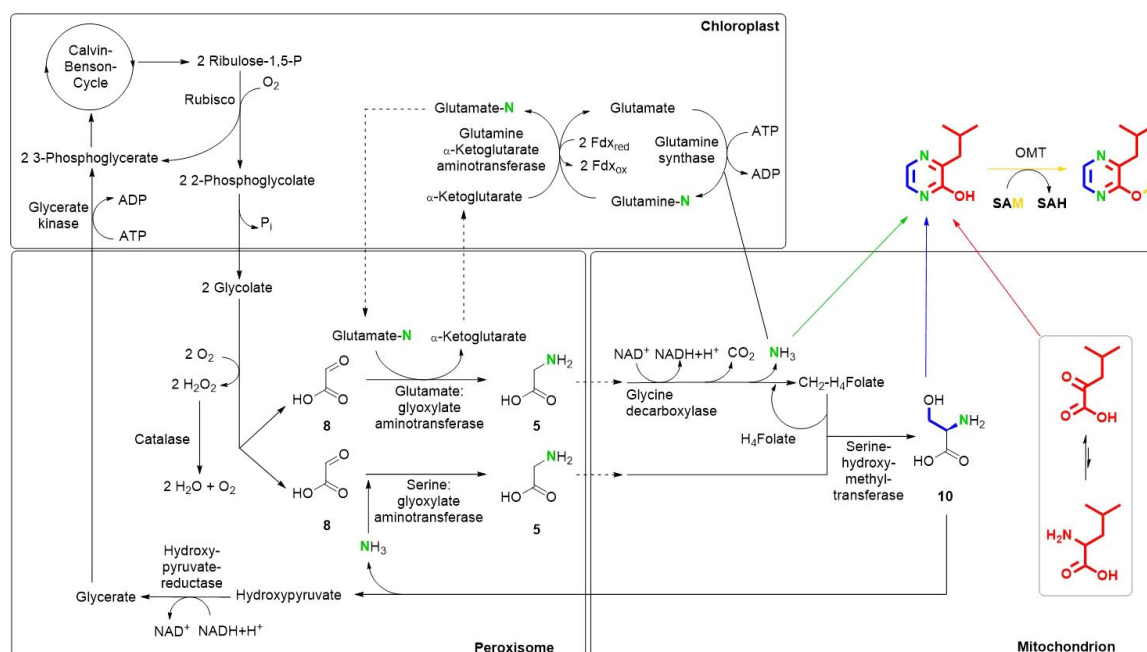 Chloroplast
Calvin-
Benson-
Cycle
2 Ribulose-1,5-P
O2
Rubisco
2 3-Phosphoglycerate
2 2-Phosphoglycolate
Glycerate
kinase
ADP
ATP
Pi
Glutamate-N
Glutamate
Glutamine
α-Ketoglutarate
aminotransferase
2 Fdxred
2 Fdxox
Glutamine
synthase
ATP
ADP
α-Ketoglutarate
Glutamine-N
N
N
OH
OMT
SAM
SAH
N
N
O
2 Glycolate
2 O2
2 H2O2
Catalase
2 H2O + O2
Glutamate-N
α-Ketoglutarate
O
HO
O
8
Glutamate:
glyoxylate
aminotransferase
NH2
HO
O
5
O
HO
O
8
Serine:
glyoxylate
aminotransferase
NH2
HO
O
5
NH3
NAD+
NADH+H+
CO2
NH3
Glycine
decarboxylase
CH2-H4Folate
H4Folate
Serine-
hydroxy-
methyl-
transferase
HO
NH2
HO
O
10
O
O
OH
H2N
O
OH
Hydroxy-
pyruvate-
reductase
Glycerate
Hydroxypyruvate
NAD+
NADH+H+
Peroxisome
Mitochondrion